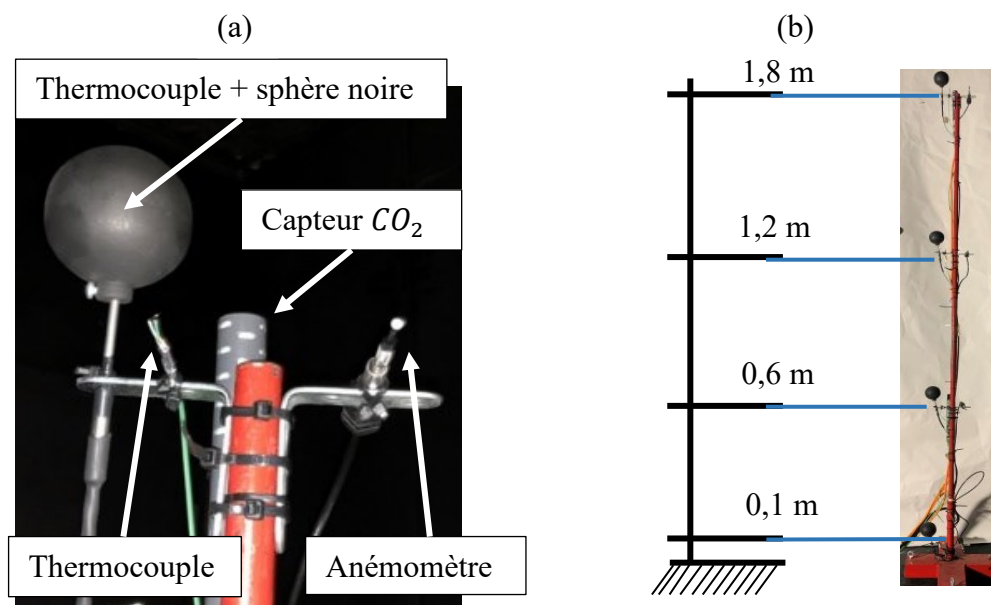 (a)
Thermocouple + sphère noire
Capteur CO₂
Thermocouple
Anémomètre
(b)
1,8 m
1,2 m
0,6 m
0,1 m